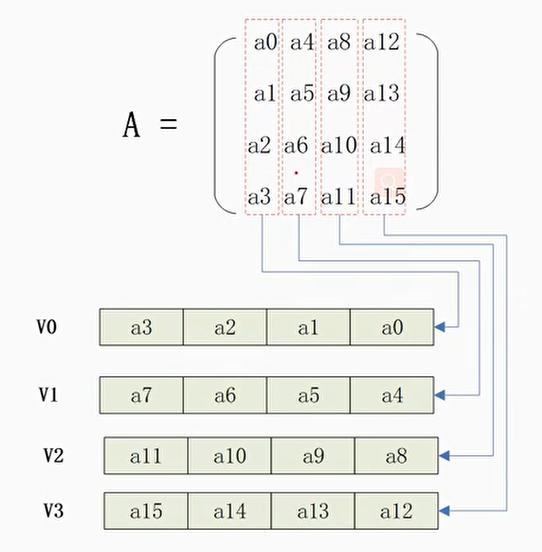 a0 a4 a8 a12
a1 a5 a9 a13
A =
a2 a6 a10 a14
a3 a7 a11 a15
V0 a3 a2 a1 a0
V1 a7 a6 a5 a4
V2 a11 a10 a9 a8
V3 a15 a14 a13 a12